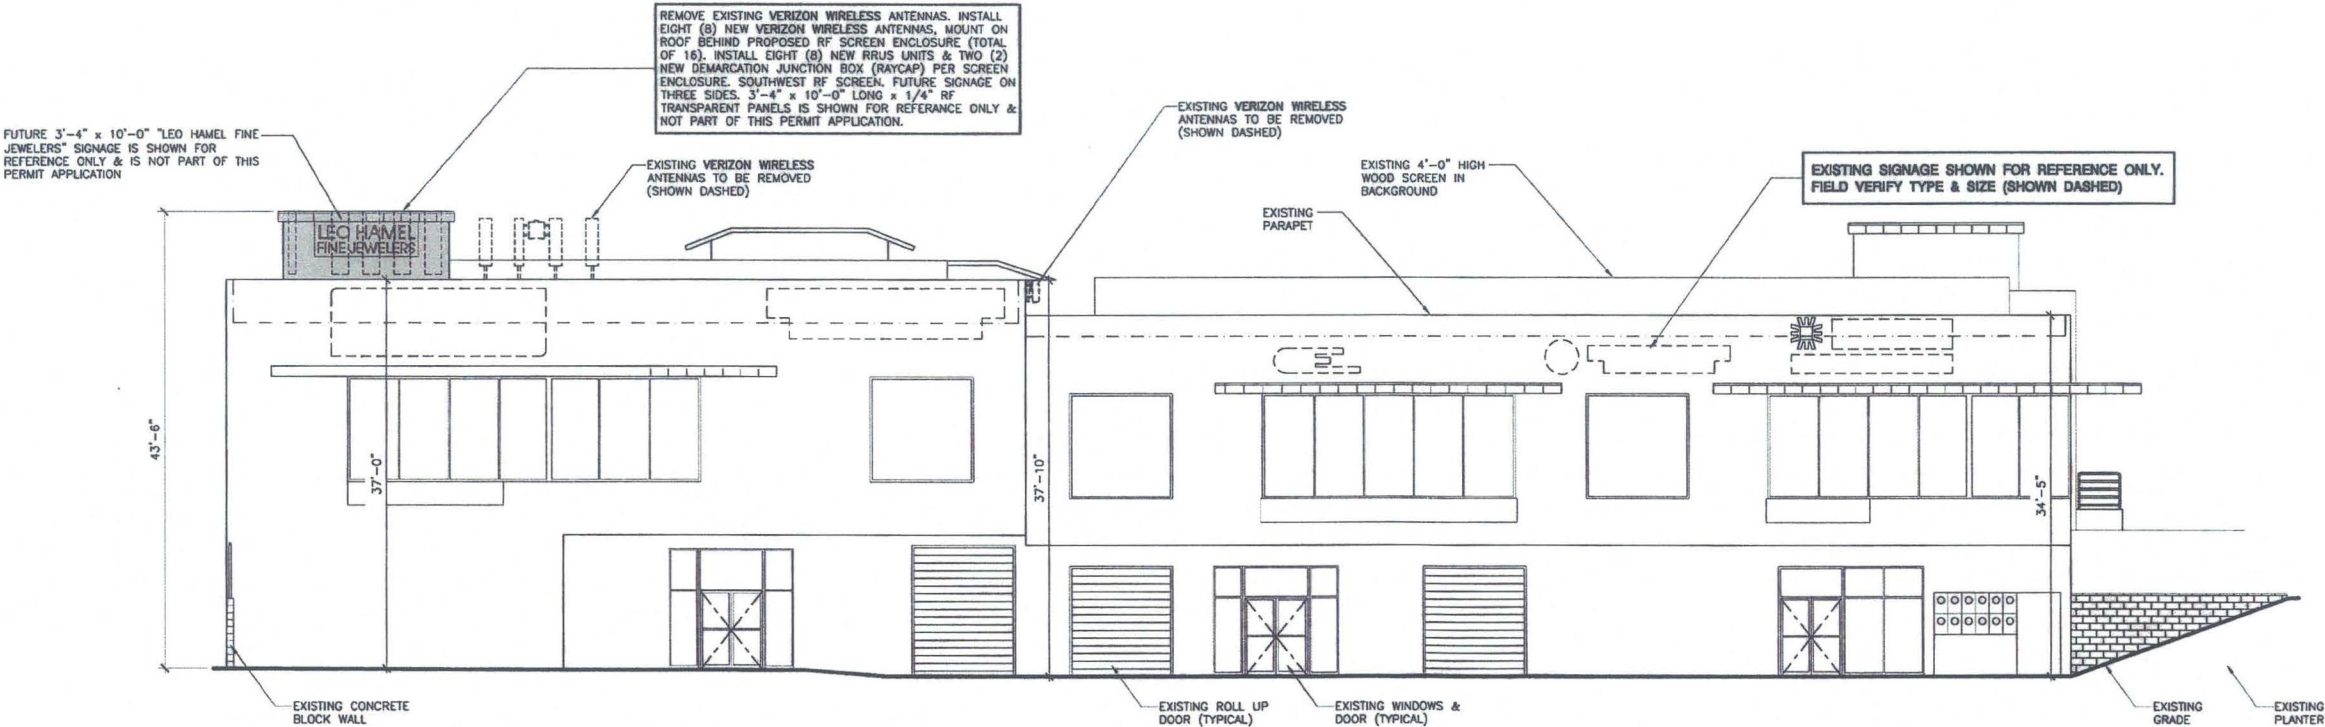 REMOVE EXISTING VERIZON WIRELESS ANTENNAS. INSTALL
EIGHT (8) NEW VERIZON WIRELESS ANTENNAS, MOUNT ON
ROOF BEHIND PROPOSED RF SCREEN ENCLOSURE (TOTAL
OF 16). INSTALL EIGHT (8) NEW RRUS UNITS & TWO (2)
NEW DEMARCATION JUNCTION BOX (RAYCAP) PER SCREEN
ENCLOSURE. SOUTHWEST RF SCREEN. FUTURE SIGNAGE ON
THREE SIDES. 3'-4" x 10'-0" LONG x 1/4" RF
TRANSPARENT PANELS IS SHOWN FOR REFERANCE ONLY &
NOT PART OF THIS PERMIT APPLICATION.
FUTURE 3'-4" x 10'-0" "LEO HAMEL FINE
JEWELERS" SIGNAGE IS SHOWN FOR
REFERENCE ONLY & IS NOT PART OF THIS
PERMIT APPLICATION
EXISTING VERIZON WIRELESS
ANTENNAS TO BE REMOVED
(SHOWN DASHED)
EXISTING VERIZON WIRELESS
ANTENNAS TO BE REMOVED
(SHOWN DASHED)
EXISTING 4'-0" HIGH
WOOD SCREEN IN
BACKGROUND
EXISTING SIGNAGE SHOWN FOR REFERENCE ONLY.
FIELD VERIFY TYPE & SIZE (SHOWN DASHED)
EXISTING
PARAPET
LEO HAMEL
FINE JEWELERS
43'-6"
37'-0"
37'-10"
34'-5"
EXISTING CONCRETE
BLOCK WALL
EXISTING ROLL UP
DOOR (TYPICAL)
EXISTING WINDOWS &
DOOR (TYPICAL)
EXISTING
GRADE
EXISTING
PLANTER